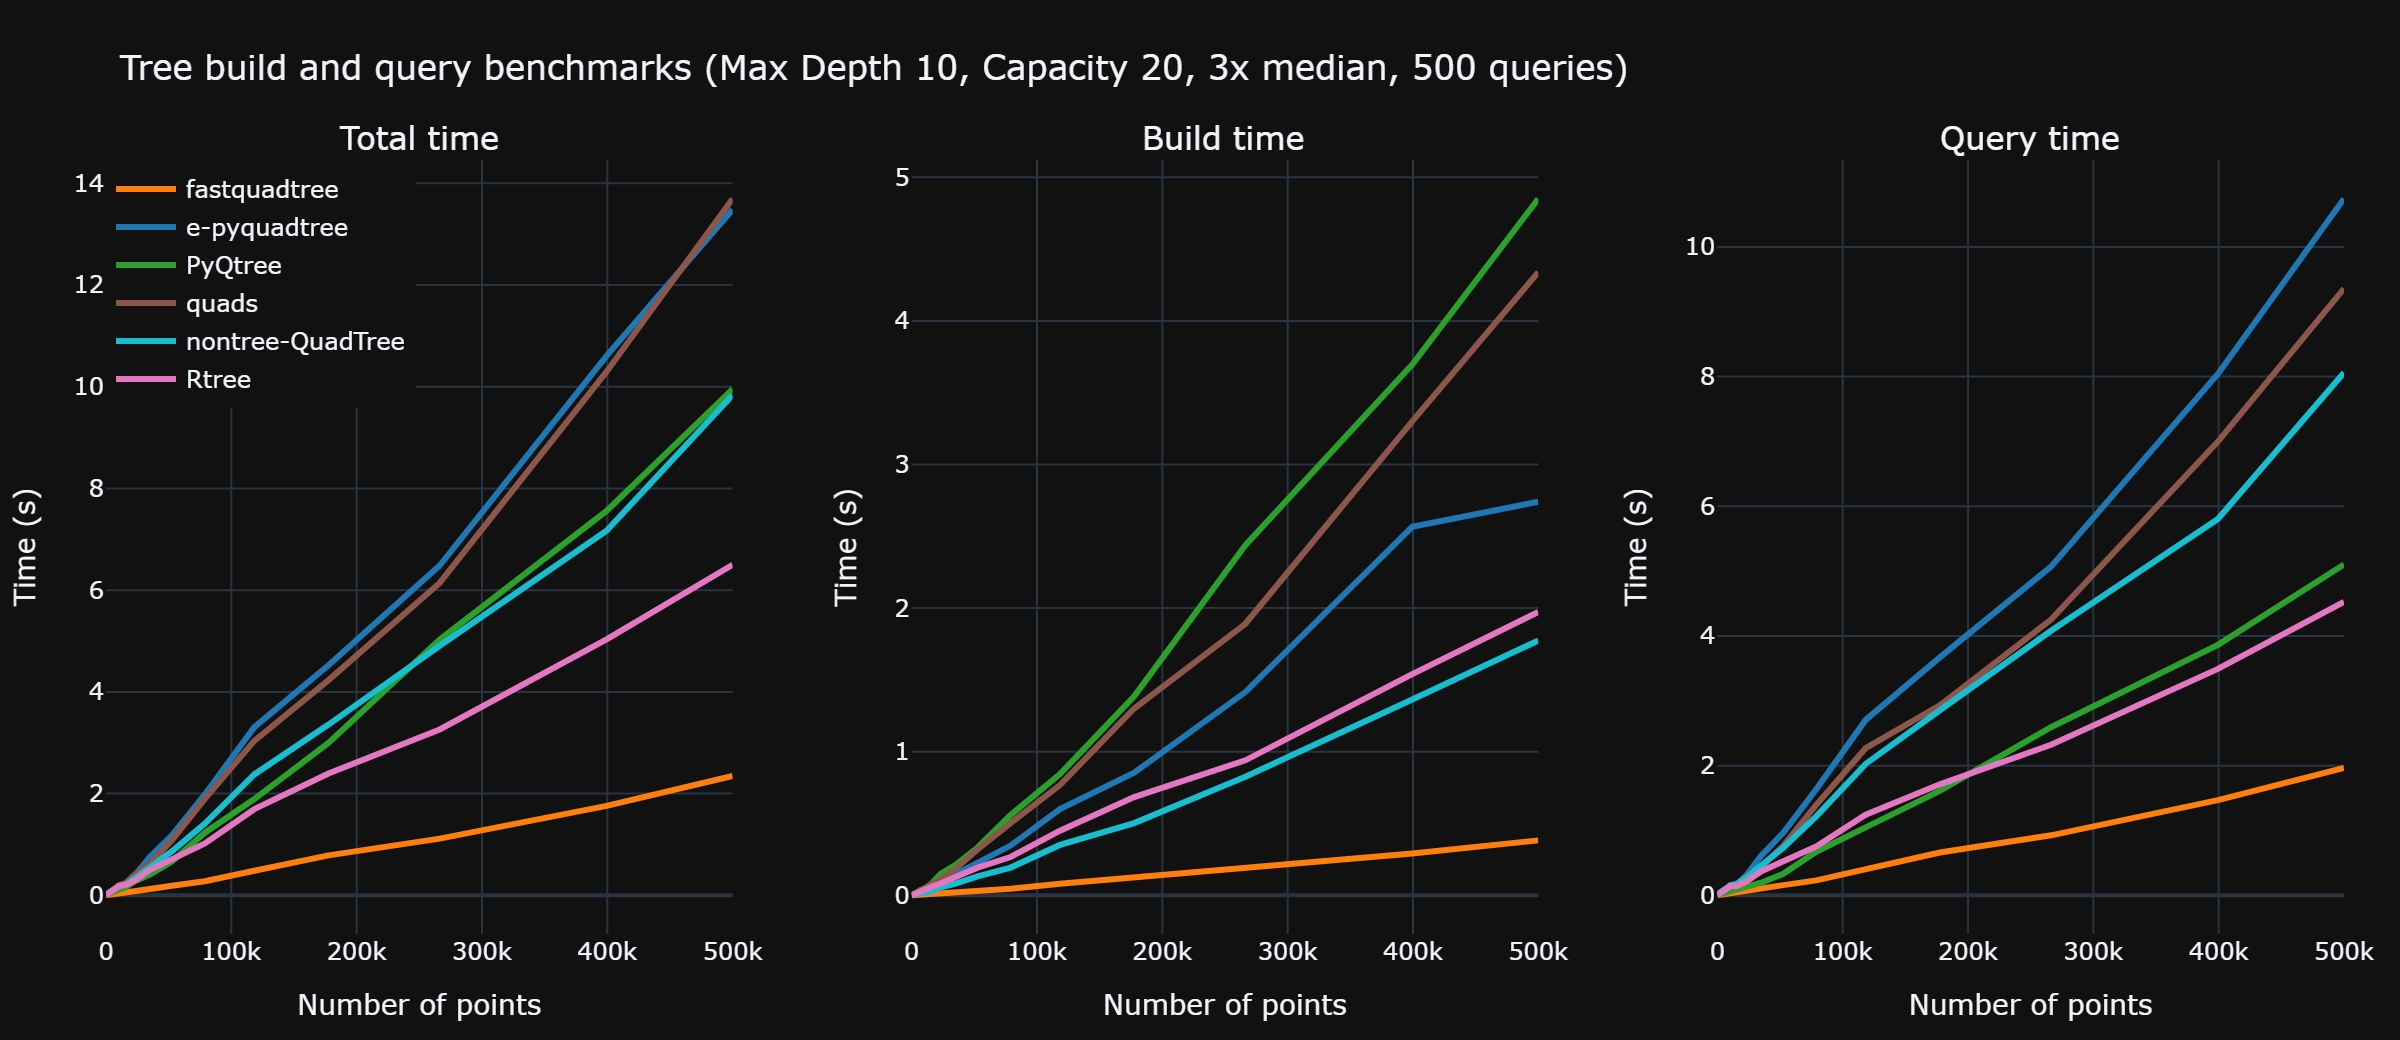 Tree build and query benchmarks (Max Depth 10, Capacity 20, 3x median, 500 queries)
Total time
14
12
10
8
6
4
2
0
Time (s)
fastquadtree
e-pyquadtree
PyQtree
quads
nontree-QuadTree
Rtree
0 100k 200k 300k 400k 500k
Number of points
Build time
5
4
3
2
1
0
Time (s)
0 100k 200k 300k 400k 500k
Number of points
Query time
10
8
6
4
2
0
Time (s)
0 100k 200k 300k 400k 500k
Number of points